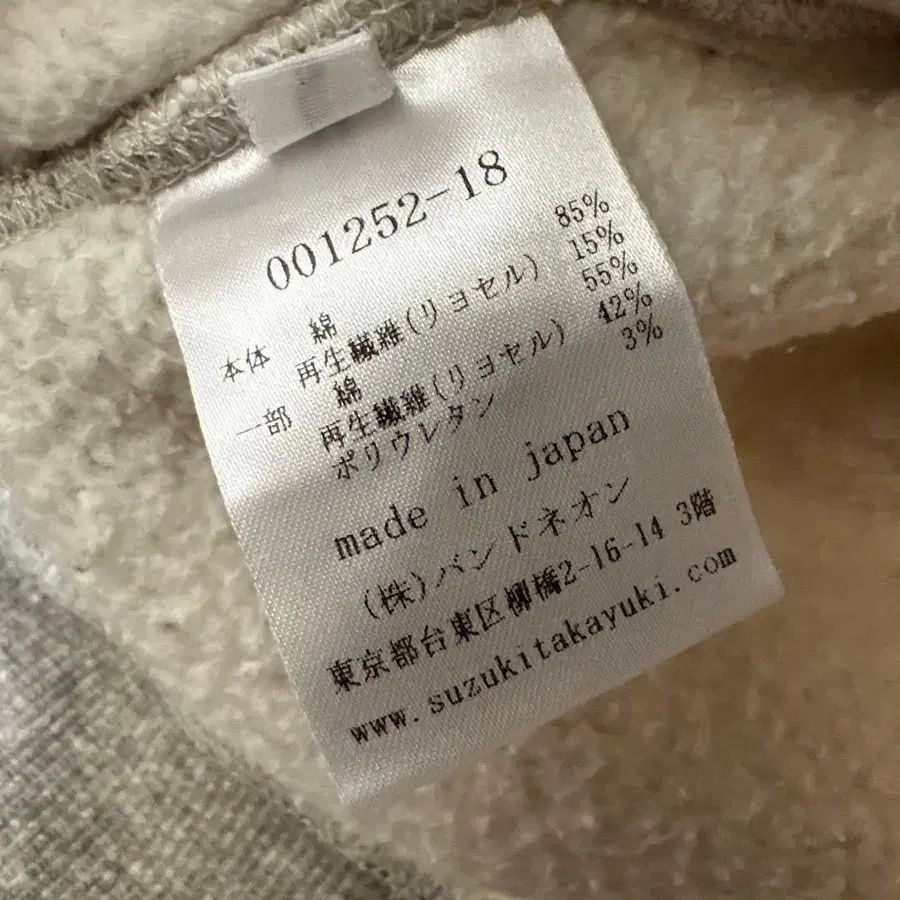 001252-18
本体 綿 85%
再生繊維(リヨセル) 15%
一部 綿 55%
再生繊維(リヨセル) 42%
ポリウレタン 3%
made in japan
(株)バンドネオン
東京都台東区柳橋2-16-14 3階
www.suzukitakayuki.com